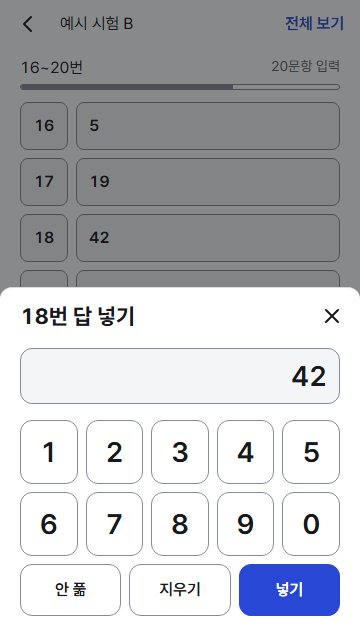 예시 시험 B
전체 보기
16~20번
20문항 입력
16
5
17
19
18
42
18번 답 넣기
42
1 2 3 4 5
6 7 8 9 0
안 풂
지우기
넣기